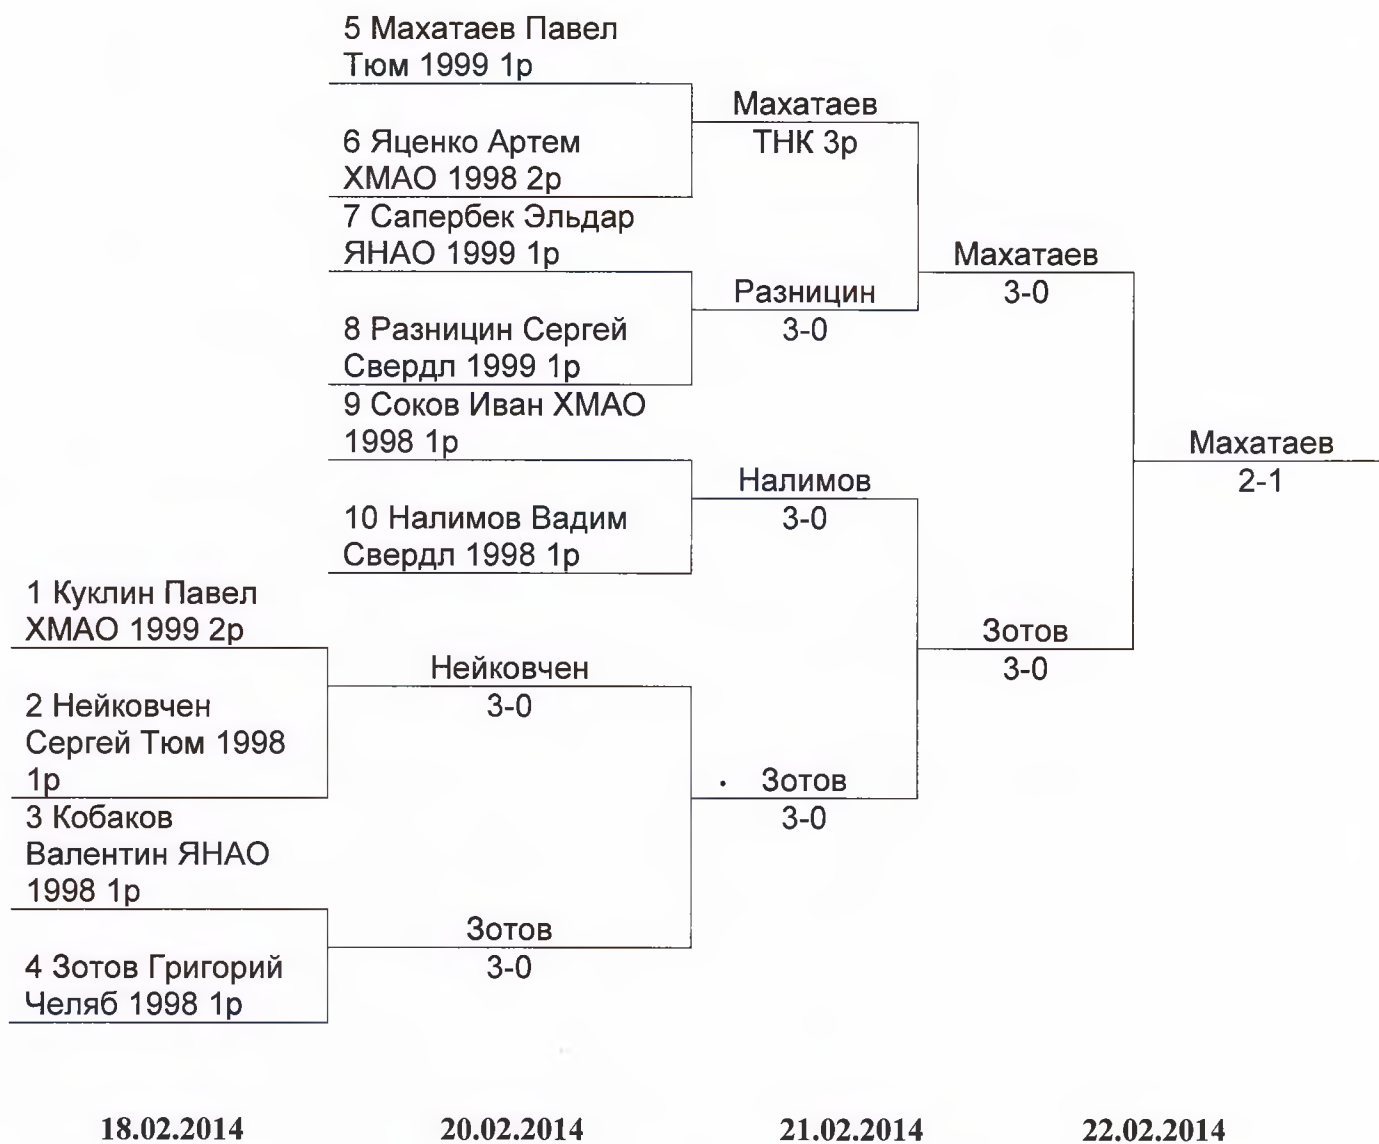 5 Махатаев Павел
Тюм 1999 1р
Махатаев
ТНК 3р
6 Яценко Артем
ХМАО 1998 2р
7 Сапербек Эльдар
ЯНАО 1999 1р
Махатаев
3-0
Разницин
3-0
8 Разницин Сергей
Свердл 1999 1р
9 Соков Иван ХМАО
1998 1р
Махатаев
2-1
Налимов
3-0
10 Налимов Вадим
Свердл 1998 1р
1 Куклин Павел
ХМАО 1999 2р
Зотов
3-0
Нейковчен
3-0
2 Нейковчен
Сергей Тюм 1998
1р
Зотов
3-0
3 Кобаков
Валентин ЯНАО
1998 1р
Зотов
3-0
4 Зотов Григорий
Челяб 1998 1р
18.02.2014
20.02.2014
21.02.2014
22.02.2014